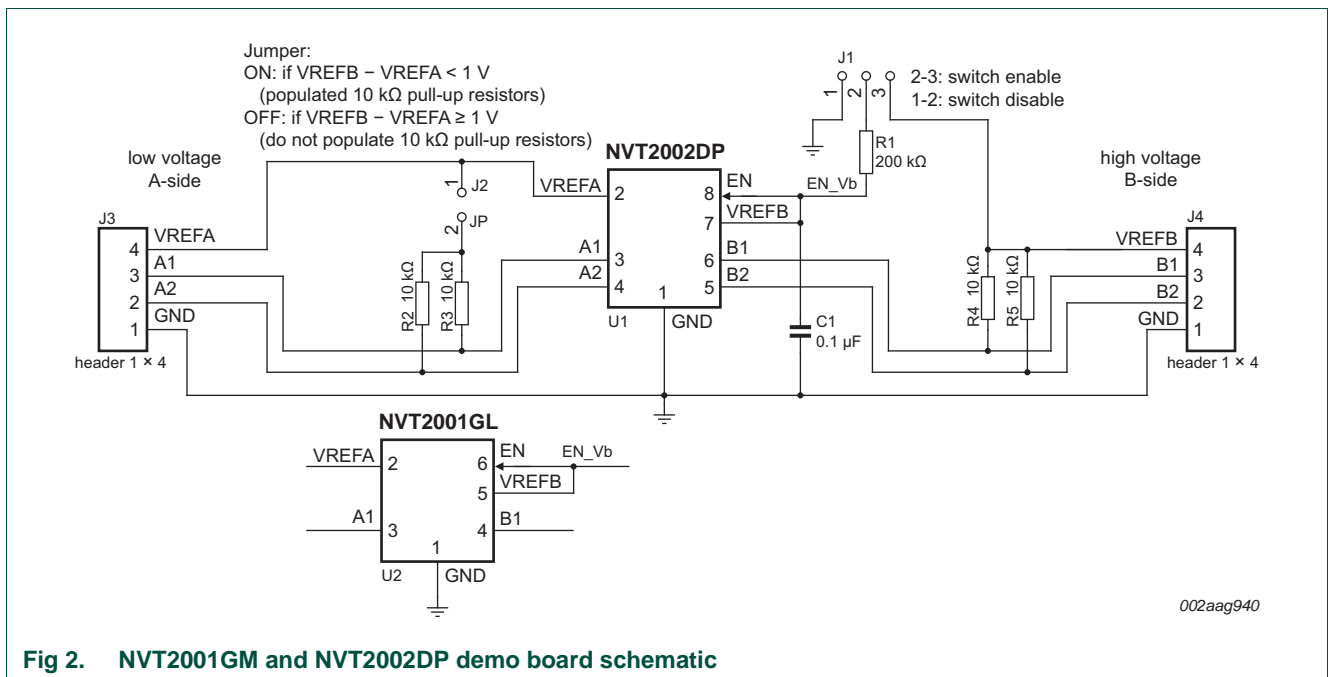 Jumper:
ON: if VREFB − VREFA < 1 V
(populated 10 kΩ pull-up resistors)
OFF: if VREFB − VREFA ≥ 1 V
(do not populate 10 kΩ pull-up resistors)
J1
1
2
3
2-3: switch enable
1-2: switch disable
R1
200 kΩ
low voltage
A-side
NVT2002DP
high voltage
B-side
J3
4
3
2
1
VREFA
A1
A2
GND
header 1 × 4
1
J2
2
JP
R2 10 kΩ
R3 10 kΩ
VREFA
A1
A2
2
3
4
1
8
7
6
5
U1
GND
EN
VREFB
B1
B2
EN_Vb
C1
0.1 µF
R4 10 kΩ
R5 10 kΩ
J4
VREFB
B1
B2
GND
4
3
2
1
header 1 × 4
NVT2001GL
VREFA
A1
2
3
1
6
5
4
EN
VREFB
B1
EN_Vb
U2
GND
002aag940
Fig 2. NVT2001GM and NVT2002DP demo board schematic